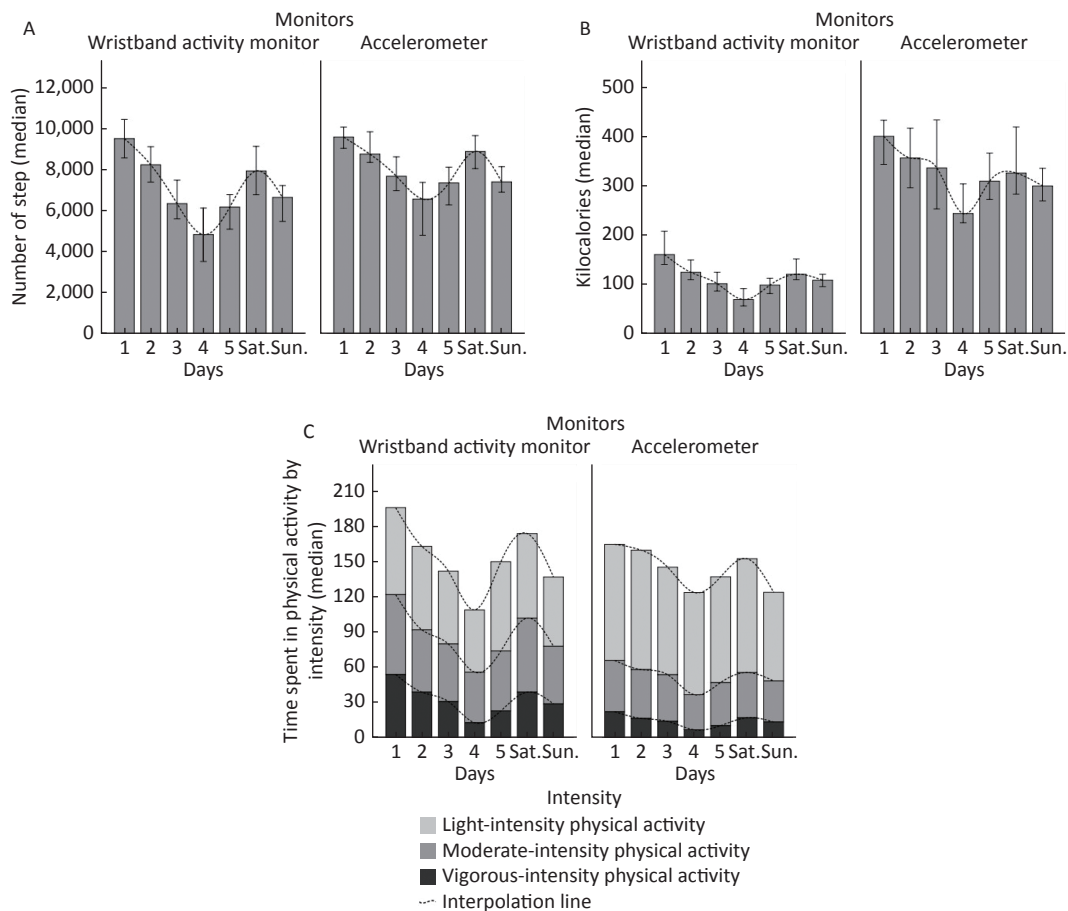 A
Monitors
Wristband activity monitor Accelerometer
Number of step (median)
12,000
10,000
8,000
6,000
4,000
2,000
0
1 2 3 4 5 Sat. Sun. 1 2 3 4 5 Sat. Sun.
Days Days
B
Monitors
Wristband activity monitor Accelerometer
Kilocalories (median)
500
400
300
200
100
0
1 2 3 4 5 Sat. Sun. 1 2 3 4 5 Sat. Sun.
Days Days
C
Monitors
Wristband activity monitor Accelerometer
Time spent in physical activity by
intensity (median)
210
180
150
120
90
60
30
0
1 2 3 4 5 Sat. Sun. 1 2 3 4 5 Sat. Sun.
Days Days
Intensity
Light-intensity physical activity
Moderate-intensity physical activity
Vigorous-intensity physical activity
Interpolation line